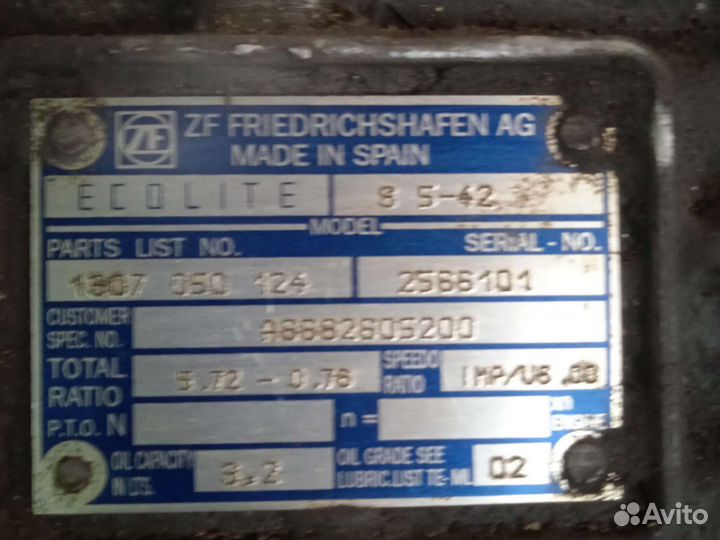 ZF
ZF FRIEDRICHSHAFEN AG
MADE IN SPAIN
ECOLITE S 5-42
MODEL
PARTS LIST NO. SERIAL-NO.
1307 050 124 2566101
CUSTOMER SPEC. NO. A6682605200
TOTAL RATIO 5.72 - 0.76 SPEEDO RATIO IMP/U6.00
P.T.O. N n= ON ENGINE
OIL CAPACITY IN LTS. 3.2 OIL GRADE SEE LUBRIC. LIST TE-ML 02
Avito